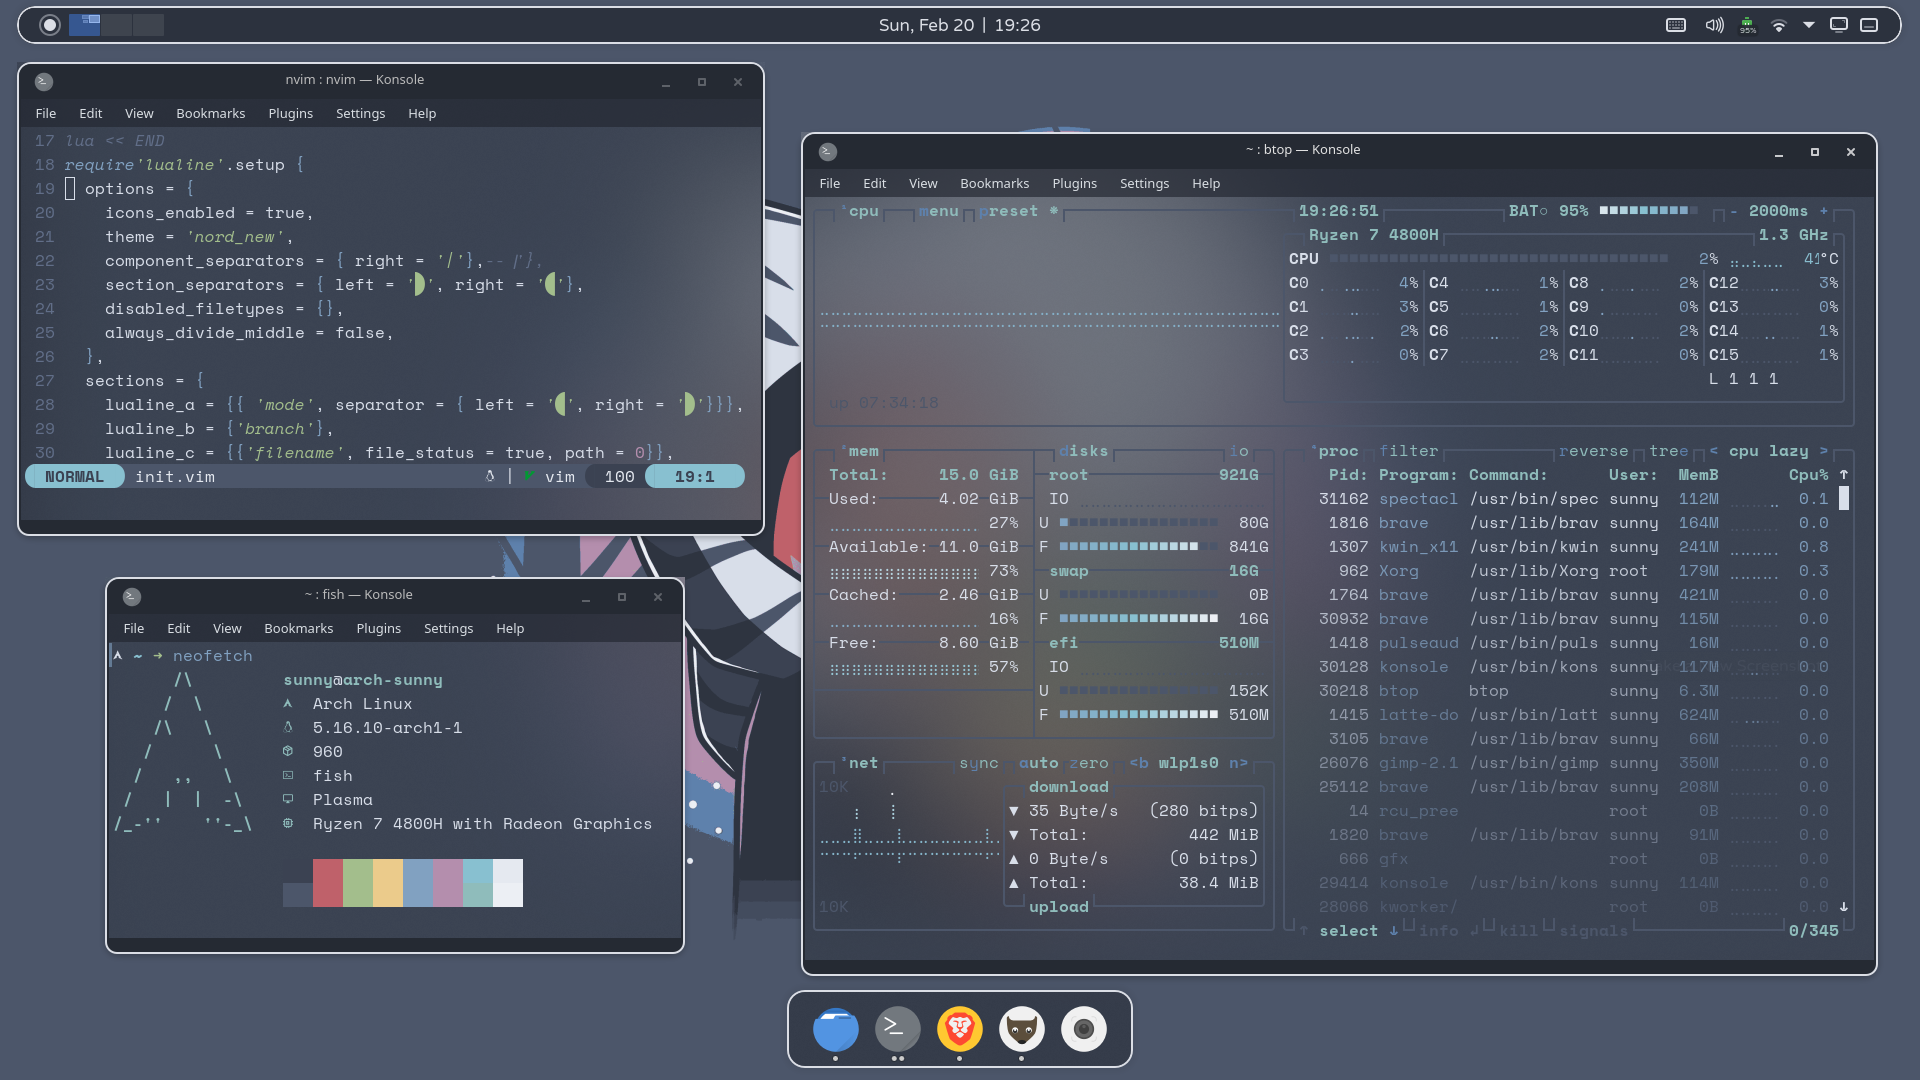 Sun, Feb 20 | 19:26
95%
nvim : nvim — Konsole
File Edit View Bookmarks Plugins Settings Help
17 lua << END
18 require'lualine'.setup {
19 options = {
20 icons_enabled = true,
21 theme = 'nord_new',
22 component_separators = { right = '|'},-- |'},
23 section_separators = { left = '', right = ''},
24 disabled_filetypes = {},
25 always_divide_middle = false,
26 },
27 sections = {
28 lualine_a = {{ 'mode', separator = { left = '', right = ''}}},
29 lualine_b = {'branch'},
30 lualine_c = {{'filename', file_status = true, path = 0}},
NORMAL init.vim | vim 100 19:1
~ : fish — Konsole
File Edit View Bookmarks Plugins Settings Help
~ → neofetch
sunny@arch-sunny
Arch Linux
5.16.10-arch1-1
960
fish
Plasma
Ryzen 7 4800H with Radeon Graphics
~ : btop — Konsole
File Edit View Bookmarks Plugins Settings Help
¹cpu menu preset * 19:26:51 BAT○ 95% - 2000ms +
Ryzen 7 4800H 1.3 GHz
CPU 2% 41°C
C0 4% C4 1% C8 2% C12 3%
C1 3% C5 1% C9 0% C13 0%
C2 2% C6 2% C10 2% C14 1%
C3 0% C7 2% C11 0% C15 1%
L 1 1 1
up 07:34:18
²mem disks io
Total: 15.0 GiB root 921G
Used: 4.02 GiB IO
27% U 80G
Available: 11.0 GiB F 841G
73% swap 16G
Cached: 2.46 GiB U 0B
16% F 16G
Free: 8.60 GiB efi 510M
57% IO
U 152K
F 510M
³net sync auto zero <b wlp1s0 n>
10K download
▼ 35 Byte/s (280 bitps)
▼ Total: 442 MiB
▲ 0 Byte/s (0 bitps)
▲ Total: 38.4 MiB
10K upload
⁴proc filter reverse tree < cpu lazy >
Pid: Program: Command: User: MemB Cpu% ↑
31162 spectacl /usr/bin/spec sunny 112M 0.1
1816 brave /usr/lib/brav sunny 164M 0.0
1307 kwin_x11 /usr/bin/kwin sunny 241M 0.8
962 Xorg /usr/lib/Xorg root 179M 0.3
1764 brave /usr/lib/brav sunny 421M 0.0
30932 brave /usr/lib/brav sunny 115M 0.0
1418 pulseaud /usr/bin/puls sunny 16M 0.0
30128 konsole /usr/bin/kons sunny 117M 0.0
30218 btop btop sunny 6.3M 0.0
1415 latte-do /usr/bin/latt sunny 624M 0.0
3105 brave /usr/lib/brav sunny 66M 0.0
26076 gimp-2.1 /usr/bin/gimp sunny 350M 0.0
25112 brave /usr/lib/brav sunny 208M 0.0
14 rcu_pree root 0B 0.0
1820 brave /usr/lib/brav sunny 91M 0.0
666 gfx root 0B 0.0
29414 konsole /usr/bin/kons sunny 114M 0.0
28066 kworker/ root 0B 0.0 ↓
↑ select ↓ info ↲ kill signals 0/345